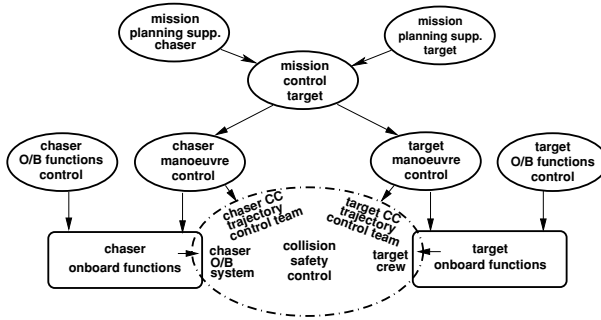 mission
planning supp.
chaser
mission
planning supp.
target
mission
control
target
chaser
O/B functions
control
chaser
manoeuvre
control
target
manoeuvre
control
target
O/B functions
control
chaser CC
trajectory
control team
target CC
trajectory
control team
chaser
onboard functions
chaser
O/B
system
collision
safety
control
target
crew
target
onboard functions